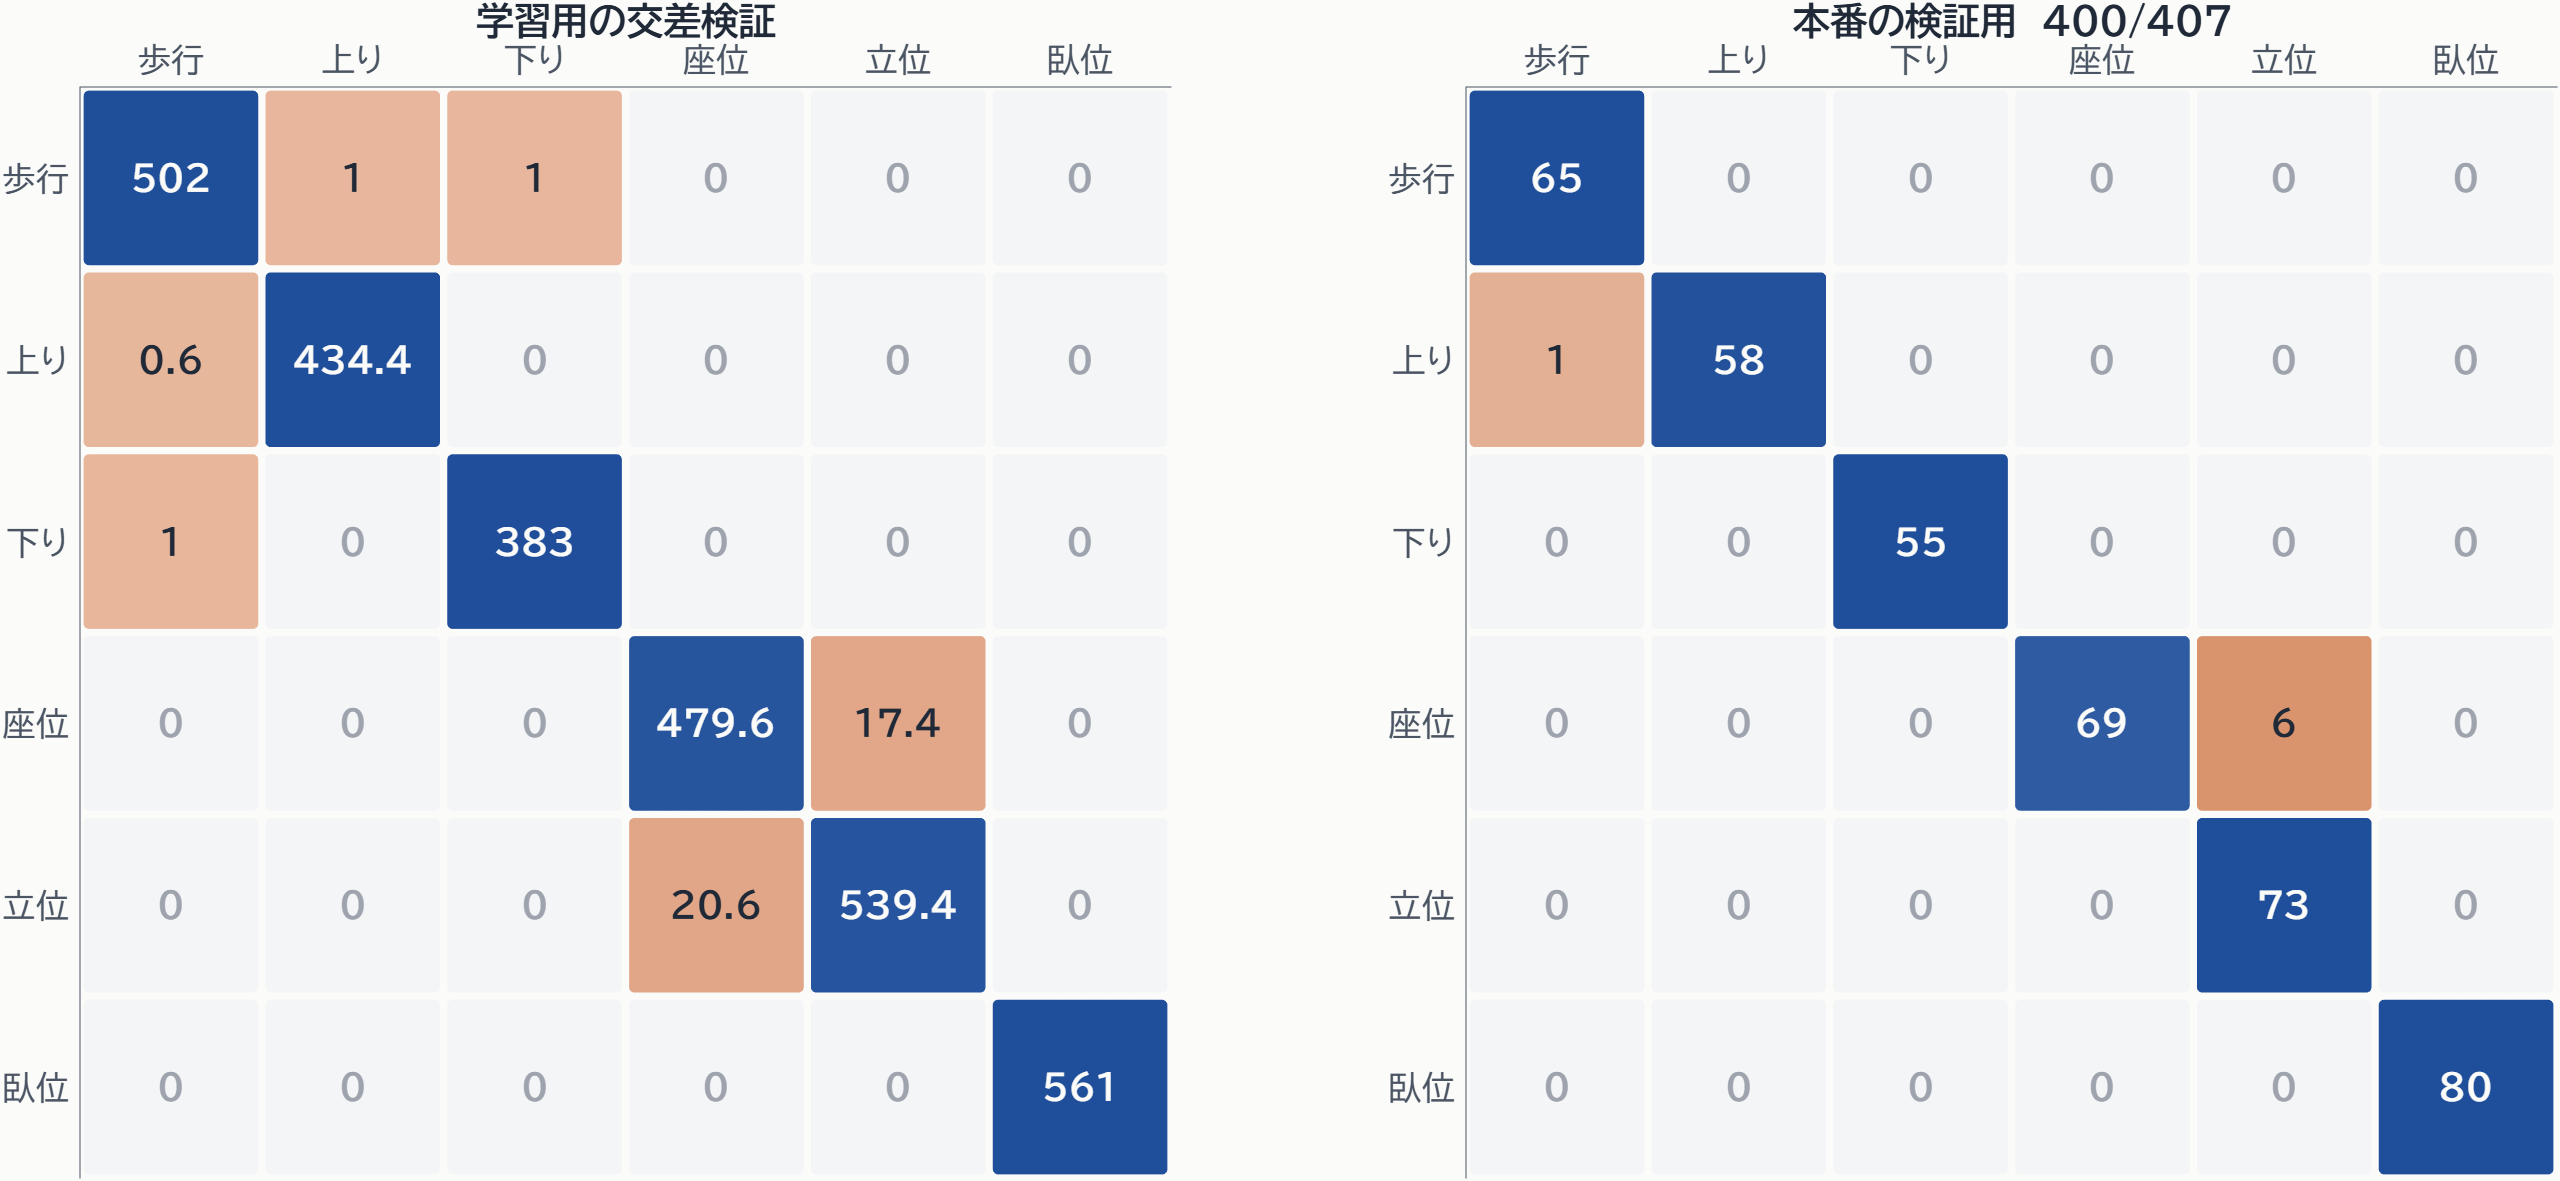 学習用の交差検証
歩行 上り 下り 座位 立位 臥位
歩行 502 1 1 0 0 0
上り 0.6 434.4 0 0 0 0
下り 1 0 383 0 0 0
座位 0 0 0 479.6 17.4 0
立位 0 0 0 20.6 539.4 0
臥位 0 0 0 0 0 561
本番の検証用 400/407
歩行 上り 下り 座位 立位 臥位
歩行 65 0 0 0 0 0
上り 1 58 0 0 0 0
下り 0 0 55 0 0 0
座位 0 0 0 69 6 0
立位 0 0 0 0 73 0
臥位 0 0 0 0 0 80